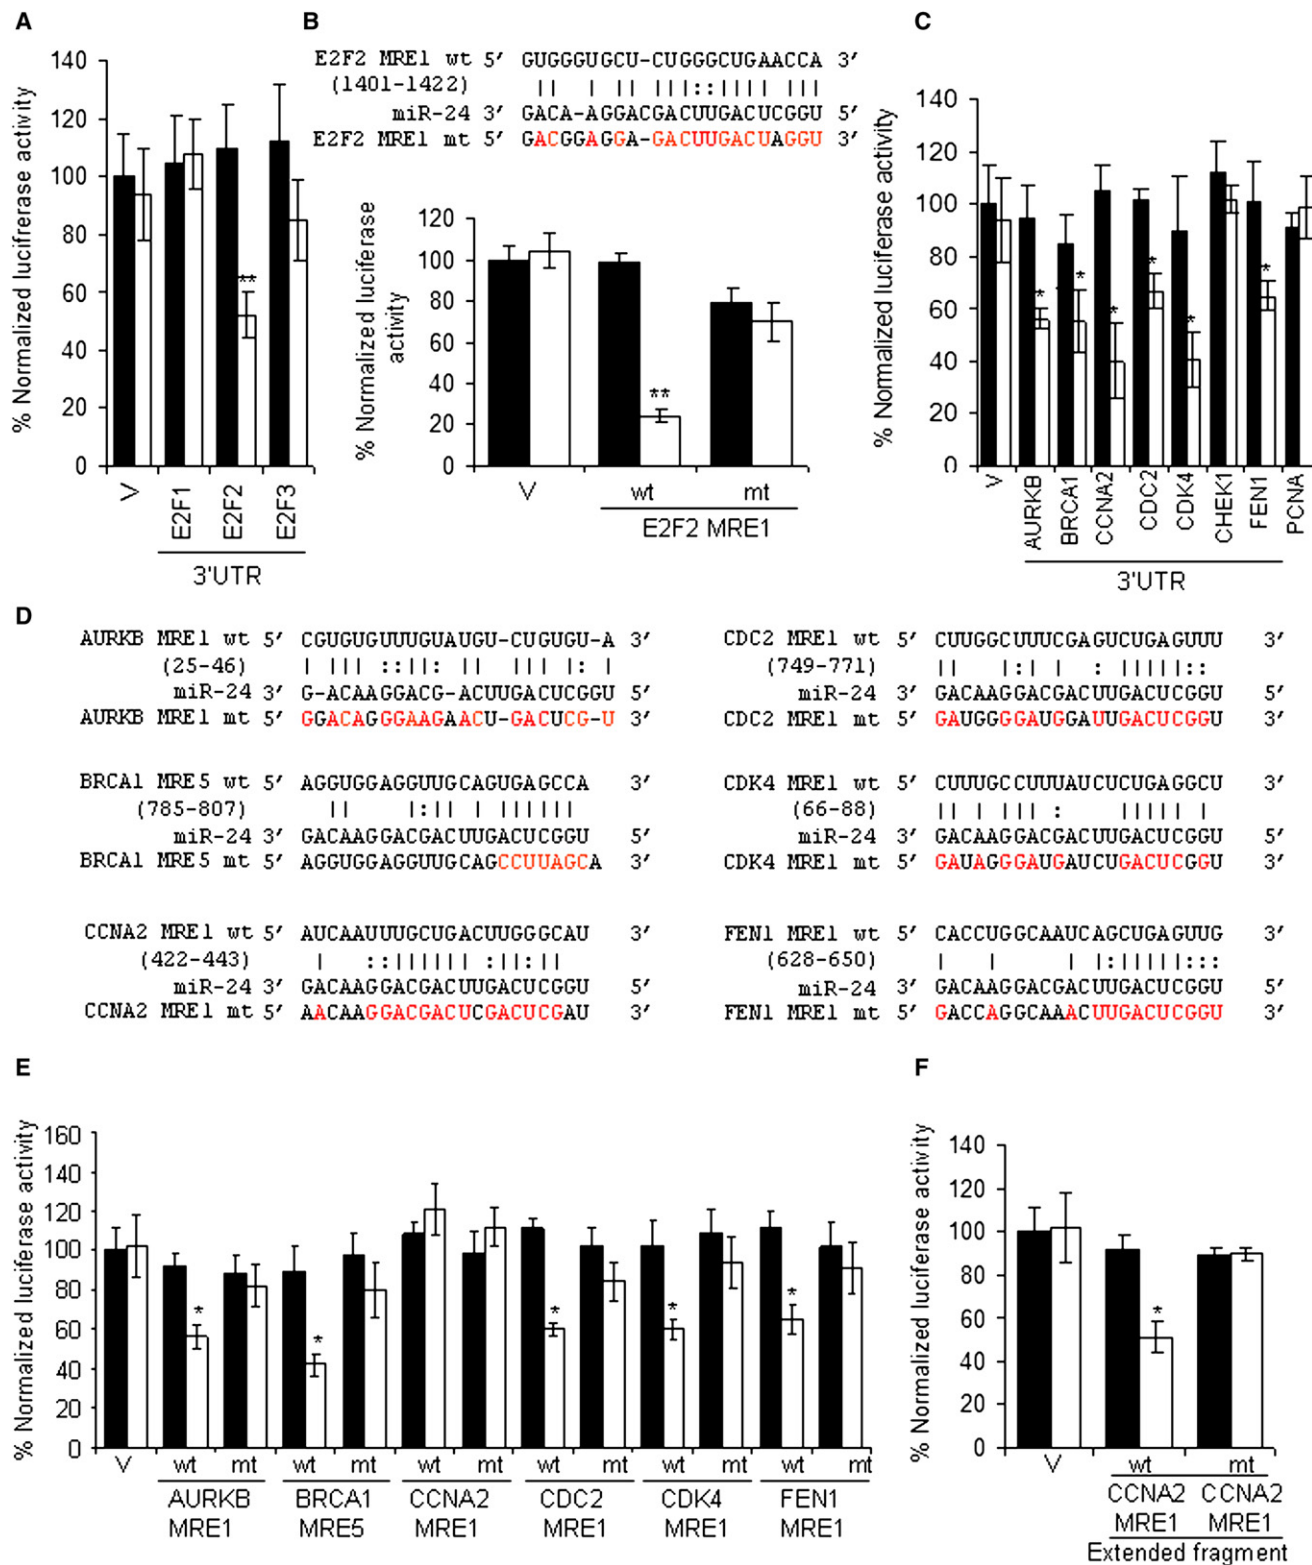 A
% Normalized lucifrerase activity
140
120
100
80
60
40
20
0
**
V
E2F1
E2F2
E2F3
3'UTR
B
E2F2 MRE1 wt 5′ GUGGGUGCU-CUGGGCUGAACCA 3′
(1401-1422) || | || |||::|||| |||
miR-24 3′ GACA-AGGACGACUUGACUCGGU 5′
E2F2 MRE1 mt 5′ GACGGAGGA-GACUUGACUAGGU 3′
% Normalized luciferase
activity
120
100
80
60
40
20
0
**
V
wt
mt
E2F2 MRE1
C
% Normalized luciferase activity
140
120
100
80
60
40
20
0
* * * * * *
V
AURKB
BRCA1
CCNA2
CDC2
CDK4
CHEK1
FEN1
PCNA
3'UTR
D
AURKB MRE1 wt 5′ CGUGUGUUUGUAUGU-CUGUGU-A 3′
(25-46) | ||| ::||: || ||| |: |
miR-24 3′ G-ACAAGGACG-ACUUGACUCGGU 5′
AURKB MRE1 mt 5′ GGACAGGGAAGAACU-GACUCG-U 3′
BRCA1 MRE5 wt 5′ AGGUGGAGGUUGCAGUGAGCCA 3′
(785-807) || |:|| | ||||||
miR-24 3′ GACAAGGACGACUUGACUCGGU 5′
BRCA1 MRE5 mt 5′ AGGUGGAGGUUGCAGCCUUAGCA 3′
CCNA2 MRE1 wt 5′ AUCAAUUUGCUGACUUGGGCAU 3′
(422-443) | ::|||||| :||:||
miR-24 3′ GACAAGGACGACUUGACUCGGU 5′
CCNA2 MRE1 mt 5′ AACAAGGACGACUCGACUCGAU 3′
CDC2 MRE1 wt 5′ CUUGGCUUUCGAGUCUGAGUUU 3′
(749-771) || |:| | : |||||::
miR-24 3′ GACAAGGACGACUUGACUCGGU 5′
CDC2 MRE1 mt 5′ GAUGGGGAUGGAUUGACUCGGU 3′
CDK4 MRE1 wt 5′ CUUUGCCUUUAUCUCUGAGGCU 3′
(66-88) || | ||| : ||||| |
miR-24 3′ GACAAGGACGACUUGACUCGGU 5′
CDK4 MRE1 mt 5′ GAUAGGGAUGAUCUGACUCGGU 3′
FEN1 MRE1 wt 5′ CACCUGGCAAUCAGCUGAGUUG 3′
(628-650) | | | |:|||||:::
miR-24 3′ GACAAGGACGACUUGACUCGGU 5′
FEN1 MRE1 mt 5′ GACCAGGCAAACUUGACUCGGU 3′
E
% Normalized luciferase activity
160
140
120
100
80
60
40
20
0
* * * * *
V
wt mt wt mt wt mt wt mt wt mt wt mt
AURKB BRCA1 CCNA2 CDC2 CDK4 FEN1
MRE1 MRE5 MRE1 MRE1 MRE1 MRE1
F
% Normalized luciferase activity
140
120
100
80
60
40
20
0
*
V
wt mt
CCNA2 CCNA2
MRE1 MRE1
Extended fragment